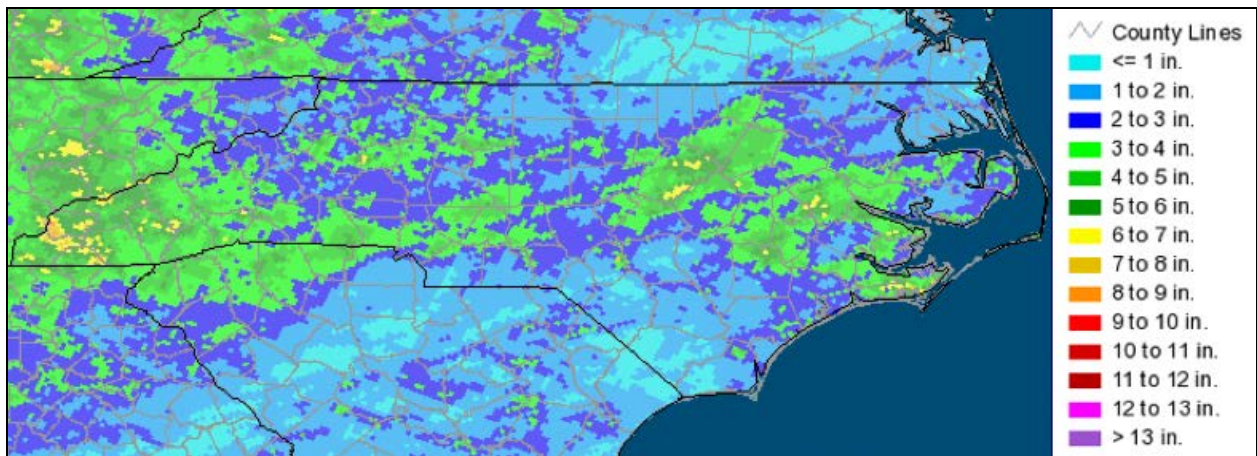 County Lines
<= 1 in.
1 to 2 in.
2 to 3 in.
3 to 4 in.
4 to 5 in.
5 to 6 in.
6 to 7 in.
7 to 8 in.
8 to 9 in.
9 to 10 in.
10 to 11 in.
11 to 12 in.
12 to 13 in.
> 13 in.